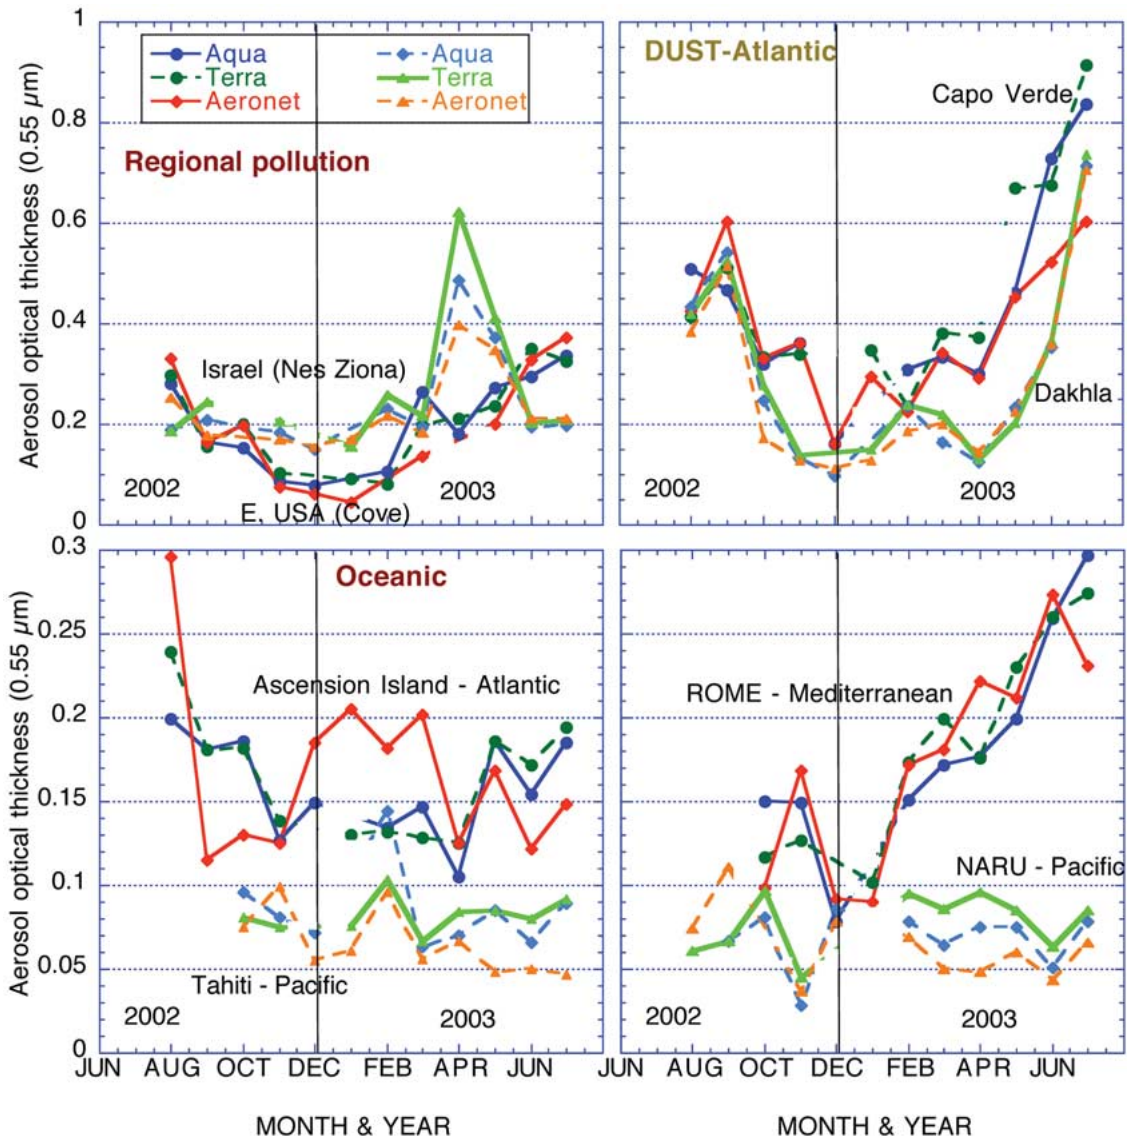 1
Aqua Aqua
Terra Terra
Aeronet Aeronet
Regional pollution
0.8
0.6
0.4
0.2
0
Aerosol optical thickness (0.55 µm)
Israel (Nes Ziona)
2002 2003
E. USA (Cove)
DUST-Atlantic
Capo Verde
Dakhla
2002 2003
0.3
0.25
0.2
0.15
0.1
0.05
0
Aerosol optical thickness (0.55 µm)
Oceanic
Ascension Island - Atlantic
Tahiti - Pacific
2002 2003
JUN AUG OCT DEC FEB APR JUN
MONTH & YEAR
ROME - Mediterranean
NARU - Pacific
2002 2003
JUN AUG OCT DEC FEB APR JUN
MONTH & YEAR